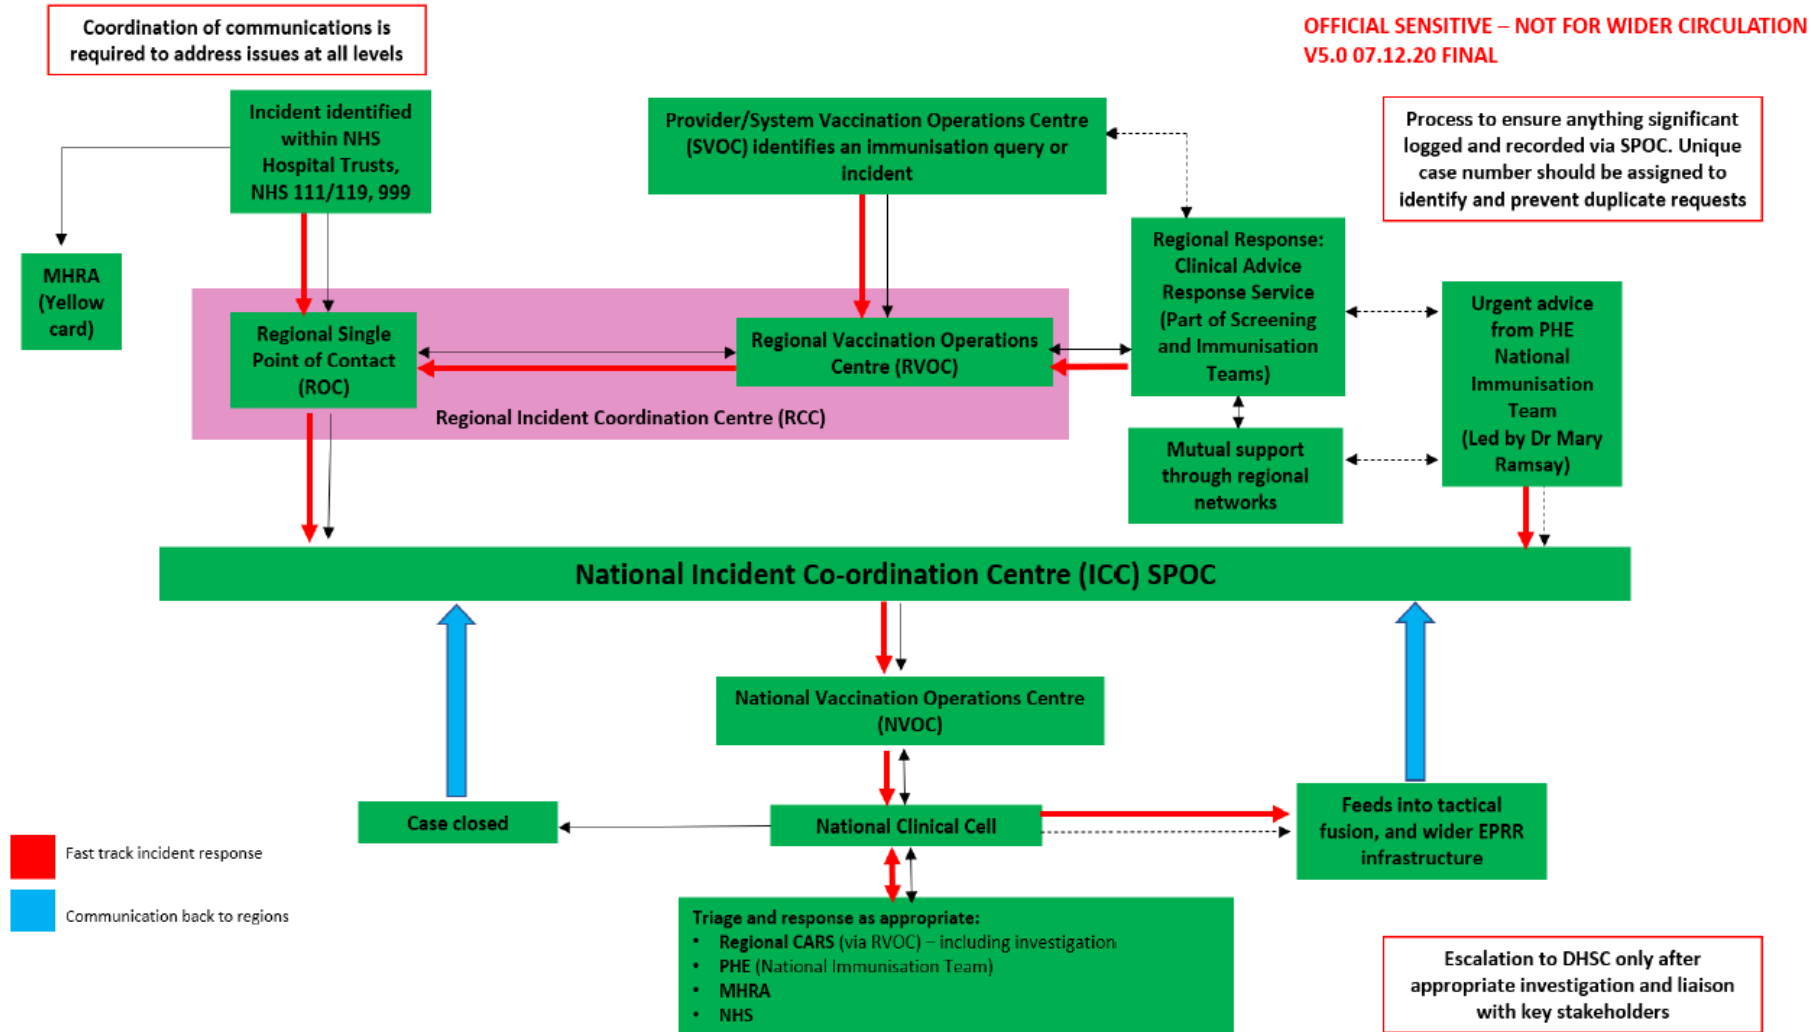 Coordination of communications is
required to address issues at all levels
OFFICIAL SENSITIVE – NOT FOR WIDER CIRCULATION
V5.0 07.12.20 FINAL
Incident identified
within NHS
Hospital Trusts,
NHS 111/119, 999
Provider/System Vaccination Operations Centre
(SVOC) identifies an immunisation query or
incident
Process to ensure anything significant
logged and recorded via SPOC. Unique
case number should be assigned to
identify and prevent duplicate requests
MHRA
(Yellow
card)
Regional Response:
Clinical Advice
Response Service
(Part of Screening
and Immunisation
Teams)
Urgent advice
from PHE
National
Immunisation
Team
(Led by Dr Mary
Ramsay)
Regional Single
Point of Contact
(ROC)
Regional Vaccination Operations
Centre (RVOC)
Regional Incident Coordination Centre (RCC)
Mutual support
through regional
networks
National Incident Co-ordination Centre (ICC) SPOC
National Vaccination Operations Centre
(NVOC)
Case closed
National Clinical Cell
Feeds into tactical
fusion, and wider EPRR
infrastructure
Fast track incident response
Communication back to regions
Triage and response as appropriate:
• Regional CARS (via RVOC) – including investigation
• PHE (National Immunisation Team)
• MHRA
• NHS
Escalation to DHSC only after
appropriate investigation and liaison
with key stakeholders